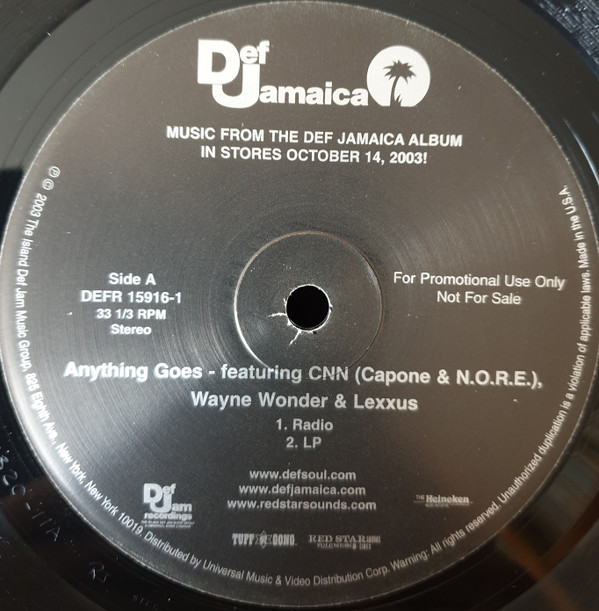 Def Jamaica
MUSIC FROM THE DEF JAMAICA ALBUM
IN STORES OCTOBER 14, 2003!
Side A
DEFR 15916-1
33 1/3 RPM
Stereo
For Promotional Use Only
Not For Sale
Anything Goes - featuring CNN (Capone & N.O.R.E.),
Wayne Wonder & Lexxus
1. Radio
2. LP
www.defsoul.com
www.defjamaica.com
www.redstarsounds.com
Def Jam
recordings
THE Heineken
TUFF GONG
RED STAR
℗ © 2003 The Island Def Jam Music Group, 825 Eighth Ave., New York, New York 10019. Distributed by Universal Music & Video Distribution Corp. Warning: All rights reserved. Unauthorized duplication is a violation of applicable laws. Made in the U.S.A.